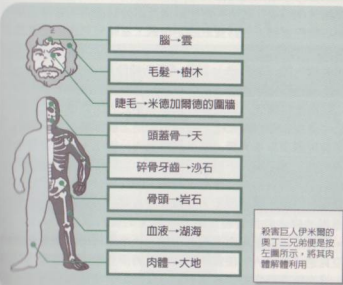 腦→雲
毛髮→樹木
睫毛→米德加爾德的圍牆
頭蓋骨→天
碎骨牙齒→沙石
骨頭→岩石
血液→湖海
肉體→大地
殺害巨人伊米爾的
奧丁三兄弟便是按
左圖所示，將其肉
體解體利用